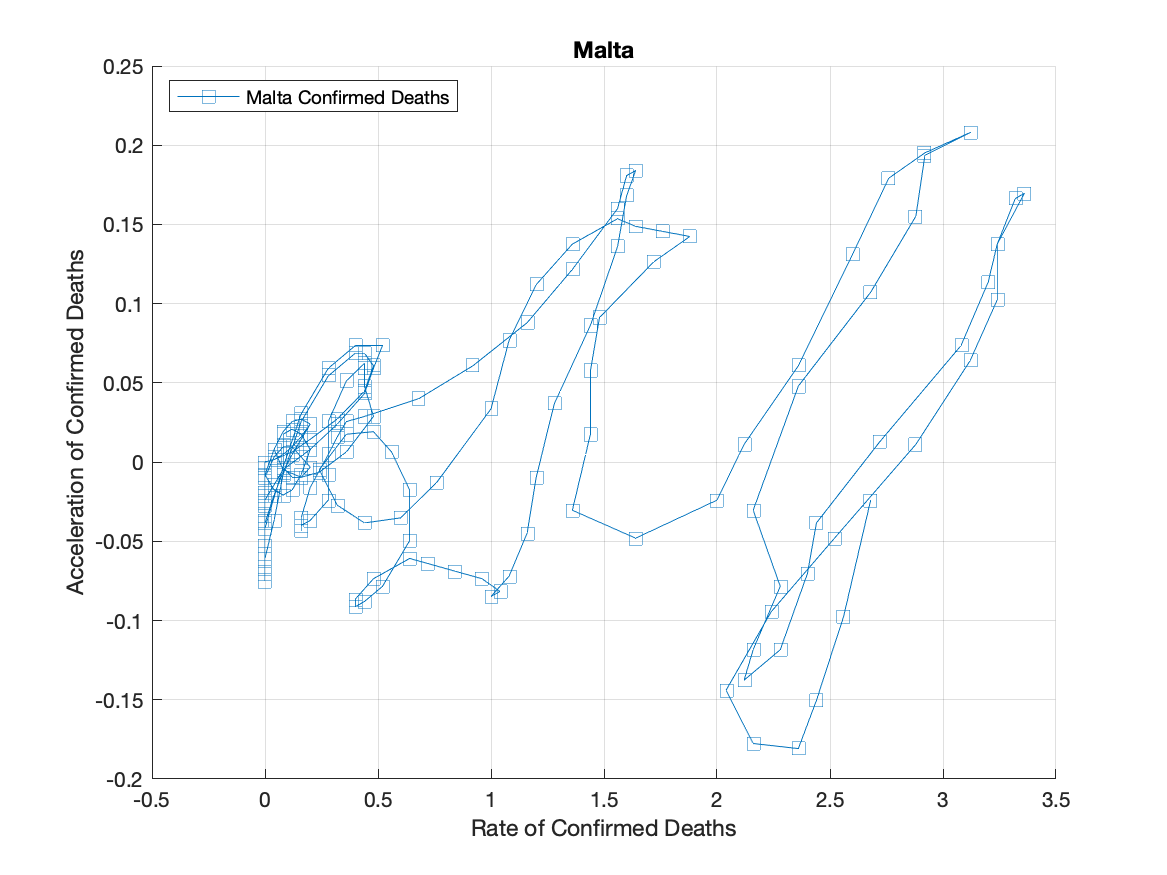 Malta
Malta Confirmed Deaths
Acceleration of Confirmed Deaths
0.25
0.2
0.15
0.1
0.05
0
-0.05
-0.1
-0.15
-0.2
-0.5 0 0.5 1 1.5 2 2.5 3 3.5
Rate of Confirmed Deaths